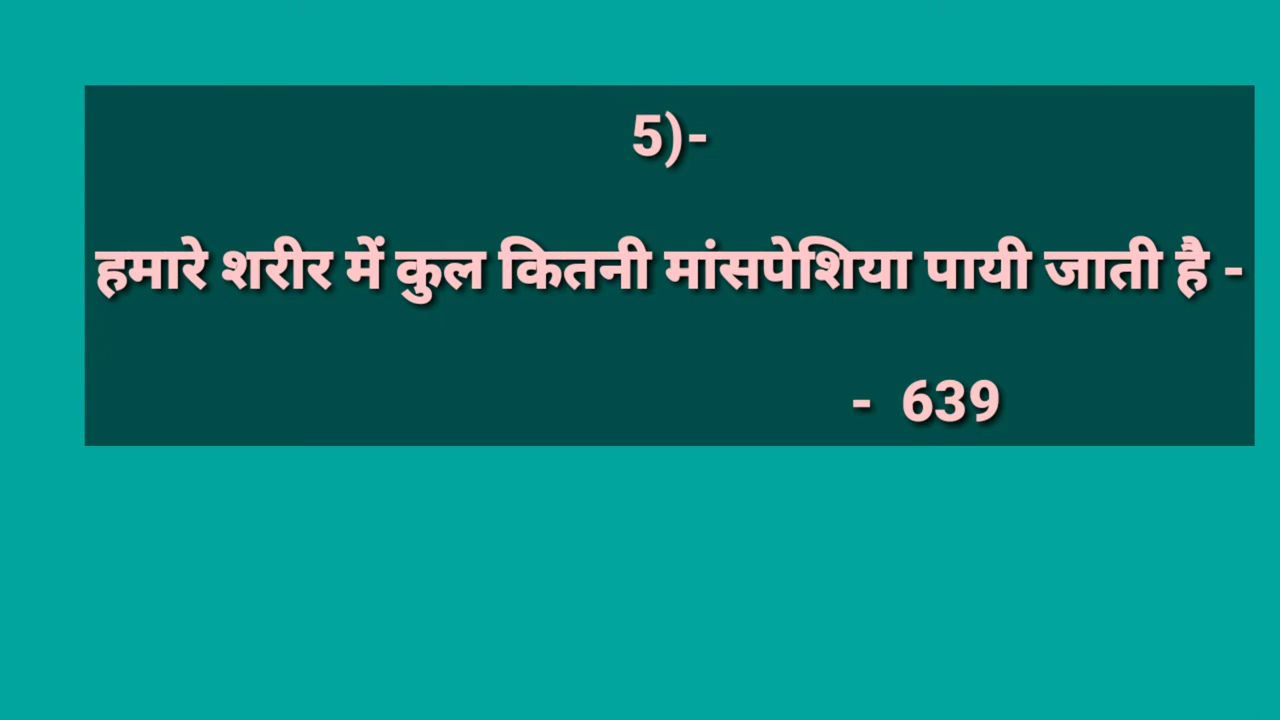 5)-
हमारे शरीर में कुल कितनी मांसपेशिया पायी जाती है -
- 639